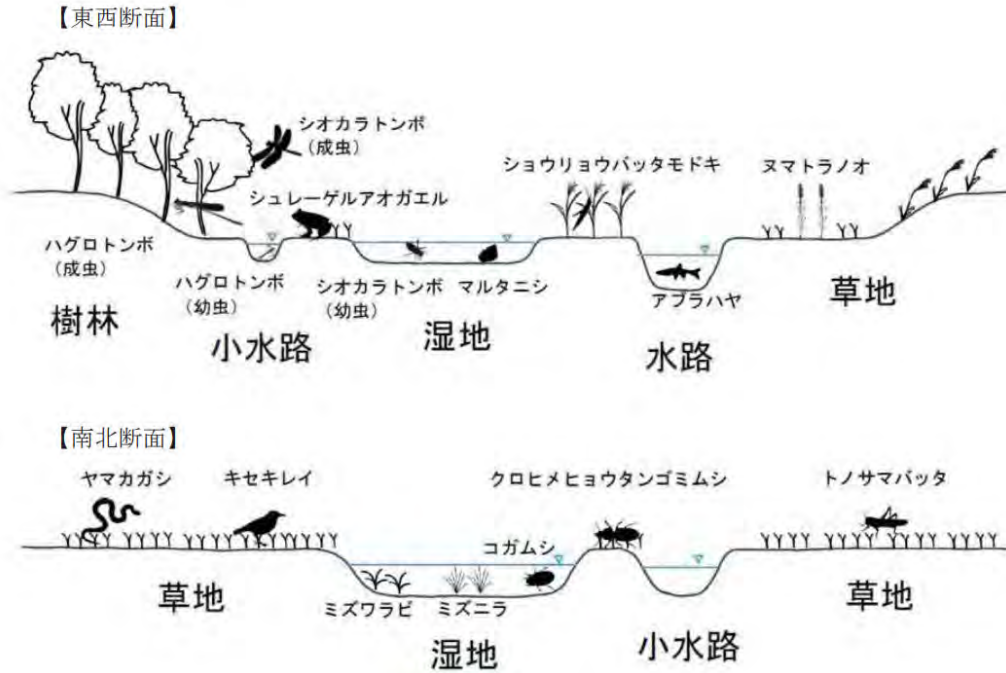 【東西断面】
シオカラトンボ
（成虫）
ショウリョウバッタモドキ
ヌマトラノオ
シュレーゲルアオガエル
ハグロトンボ
（成虫）
ハグロトンボ
（幼虫）
シオカラトンボ
（幼虫）
マルタニシ
アブラハヤ
樹林
小水路
湿地
水路
草地
【南北断面】
ヤマカガシ
キセキレイ
クロヒメヒョウタンゴミムシ
トノサマバッタ
コガムシ
ミズワラビ
ミズニラ
草地
湿地
小水路
草地